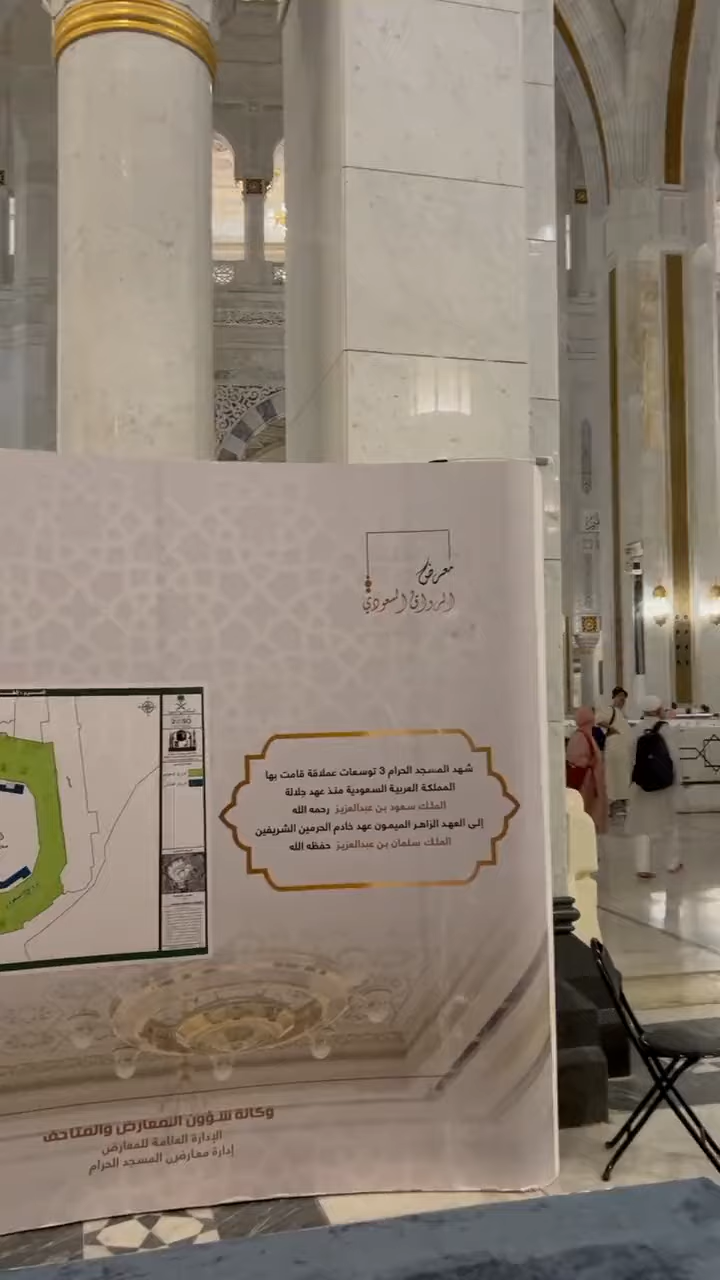 معرض
الرواق السعودي
شهد المسجد الحرام 3 توسعات عملاقة قامت بها
المملكة العربية السعودية منذ عهد جلالة
الملك سعود بن عبدالعزيز رحمه الله
إلى العهد الزاهر الميمون عهد خادم الحرمين الشريفين
الملك سلمان بن عبدالعزيز حفظه الله
وكالة شؤون المعارض والمتاحف
الإدارة العامة للمعارض
إدارة معارض المسجد الحرام